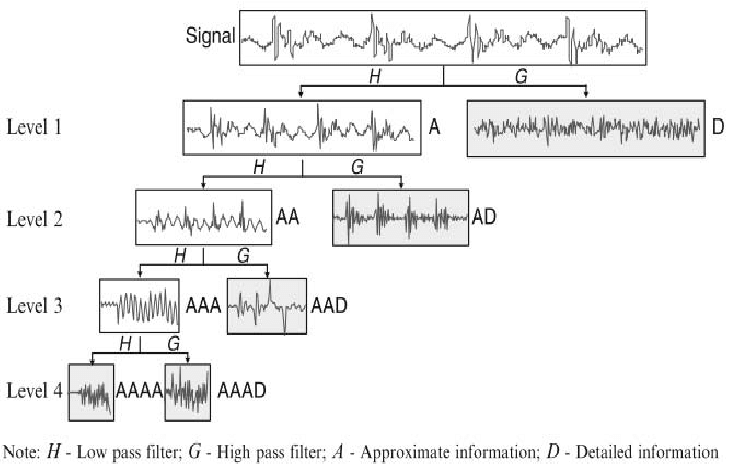 Signal
H G
Level 1 A D
H G
Level 2 AA AD
H G
Level 3 AAA AAD
H G
Level 4 AAAA AAAD
Note: H - Low pass filter; G - High pass filter; A - Approximate information; D - Detailed information